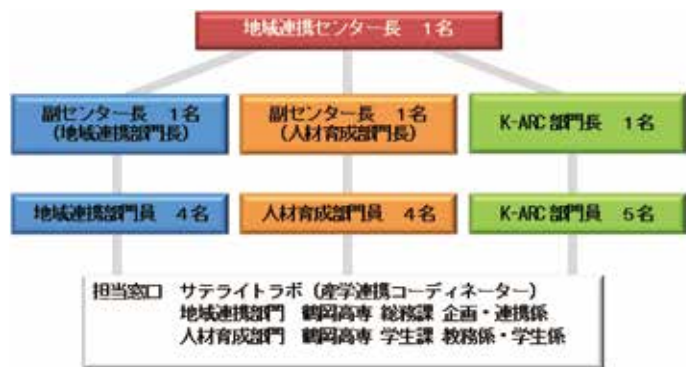 地域連携センター長　1名
副センター長　1名
(地域連携部門長)
副センター長　1名
(人材育成部門長)
K-ARC 部門長　1名
地域連携部門員　4名
人材育成部門員　4名
K-ARC 部門員　5名
担当窓口　サテライトラボ（産学連携コーディネーター）
地域連携部門　鶴岡高専 総務課 企画・連携係
人材育成部門　鶴岡高専 学生課 教務係・学生係